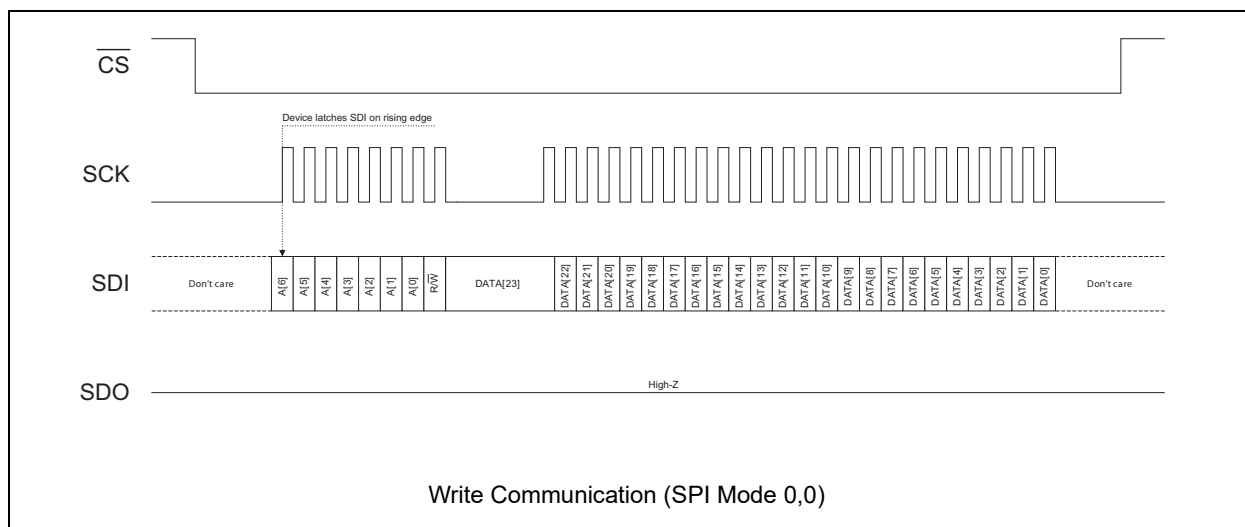 CS
Device latches SDI on rising edge
SCK
SDI
Don't care
A[6]
A[5]
A[4]
A[3]
A[2]
A[1]
A[0]
R/W
DATA[23]
DATA[22]
DATA[21]
DATA[20]
DATA[19]
DATA[18]
DATA[17]
DATA[16]
DATA[15]
DATA[14]
DATA[13]
DATA[12]
DATA[11]
DATA[10]
DATA[9]
DATA[8]
DATA[7]
DATA[6]
DATA[5]
DATA[4]
DATA[3]
DATA[2]
DATA[1]
DATA[0]
Don't care
SDO
High-Z
Write Communication (SPI Mode 0,0)